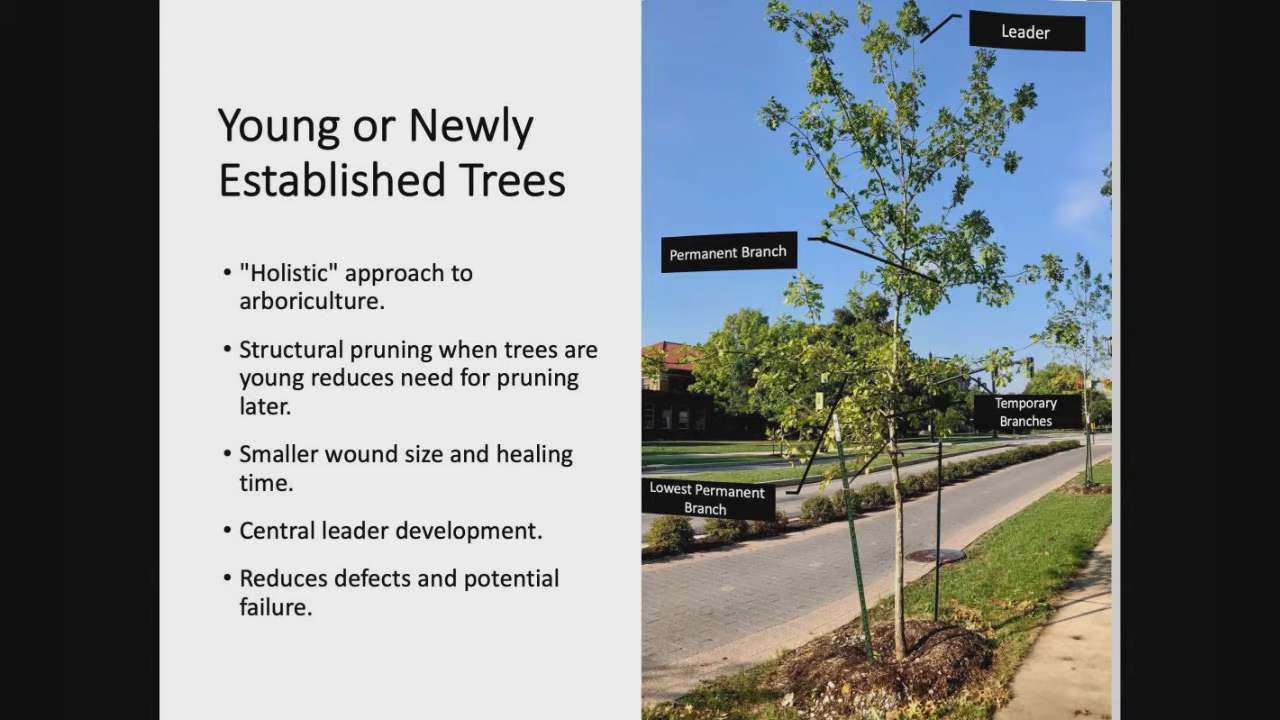 Young or Newly
Established Trees
• "Holistic" approach to
arboriculture.
• Structural pruning when trees are
young reduces need for pruning
later.
• Smaller wound size and healing
time.
• Central leader development.
• Reduces defects and potential
failure.
Leader
Permanent Branch
Temporary
Branches
Lowest Permanent
Branch